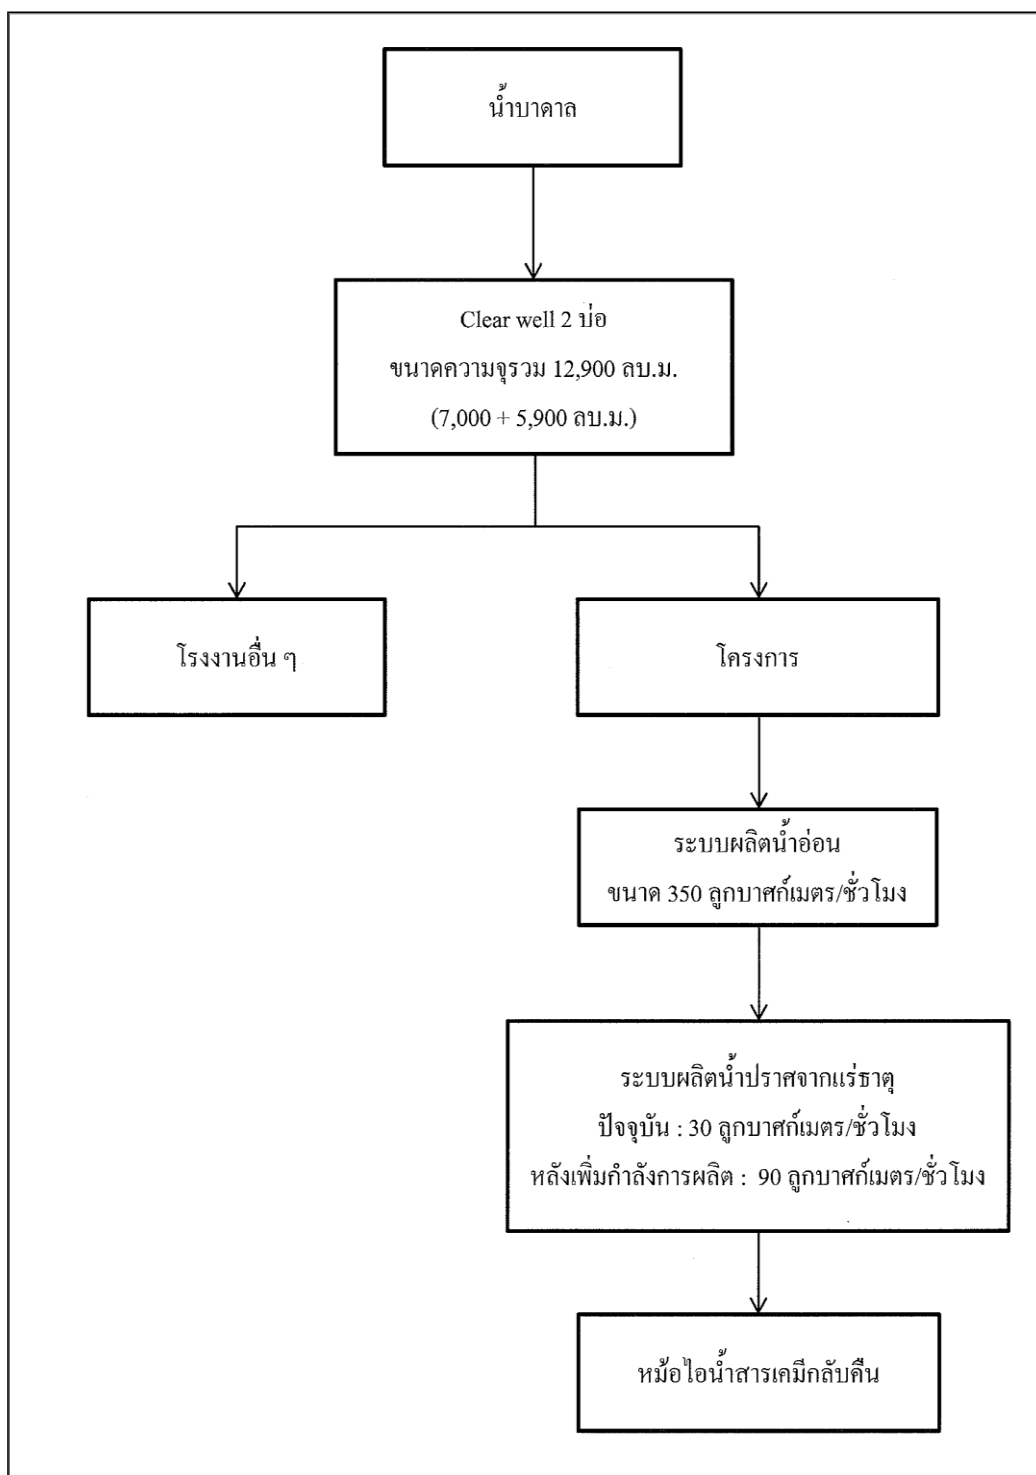 น้ำบาดาล
Clear well 2 บ่อ
ขนาดความจุรวม 12,900 ลบ.ม.
(7,000 + 5,900 ลบ.ม.)
โรงงานอื่น ๆ
โครงการ
ระบบผลิตน้ำอ่อน
ขนาด 350 ลูกบาศก์เมตร/ชั่วโมง
ระบบผลิตน้ำปราศจากแร่ธาตุ
ปัจจุบัน : 30 ลูกบาศก์เมตร/ชั่วโมง
หลังเพิ่มกำลังการผลิต : 90 ลูกบาศก์เมตร/ชั่วโมง
หม้อไอน้ำสารเคมีกลับคืน